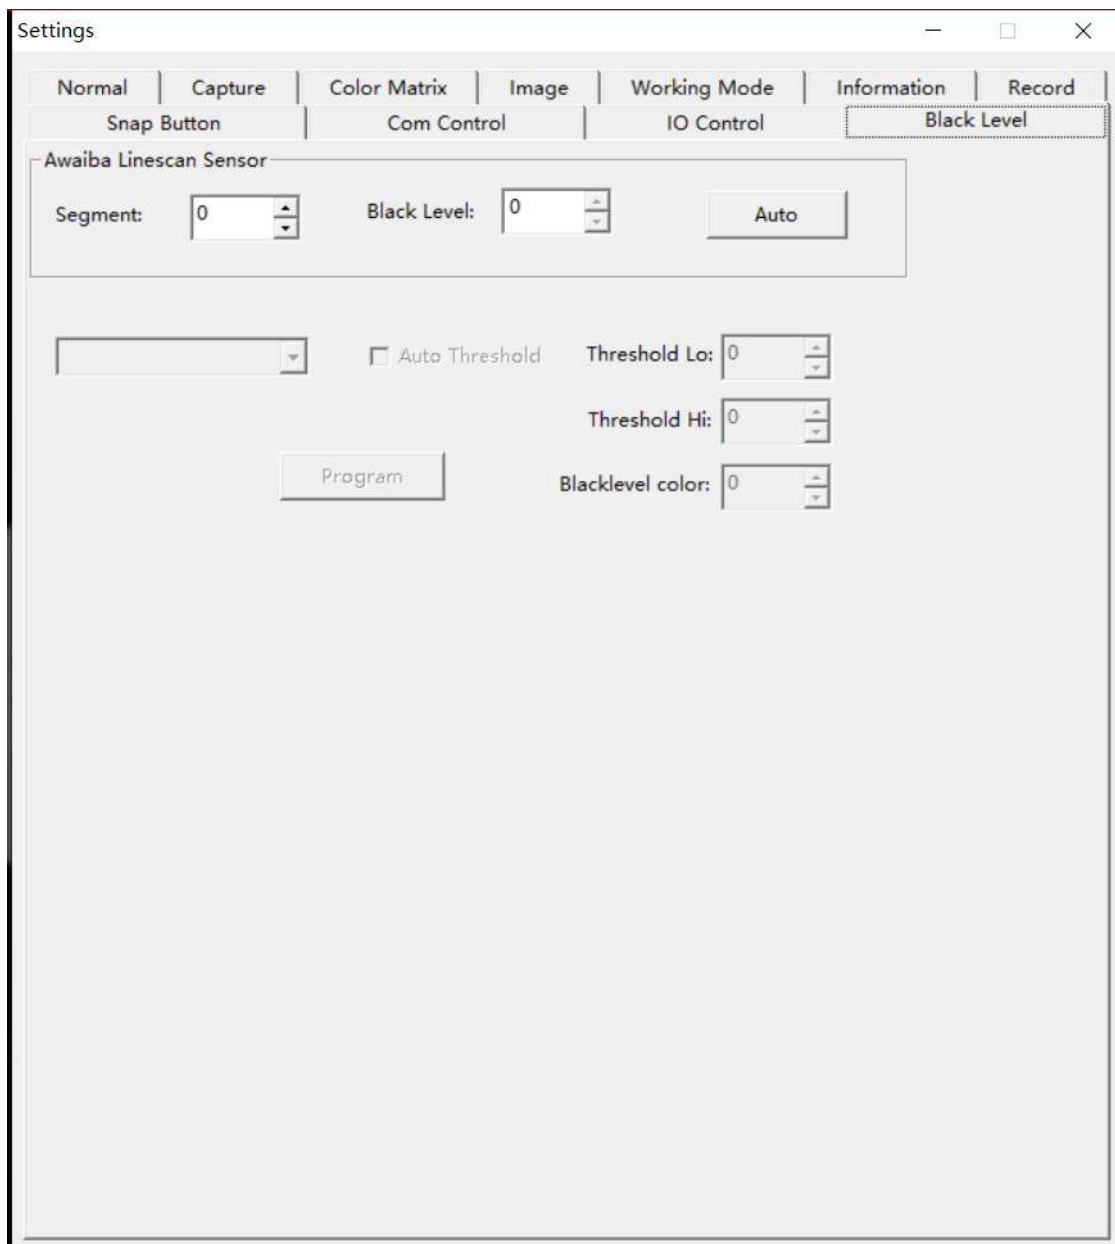 Settings
Normal Capture Color Matrix Image Working Mode Information Record
Snap Button Com Control IO Control Black Level
Awaiba Linescan Sensor
Segment: 0 Black Level: 0 Auto
Auto Threshold Threshold Lo: 0
Threshold Hi: 0
Program Blacklevel color: 0